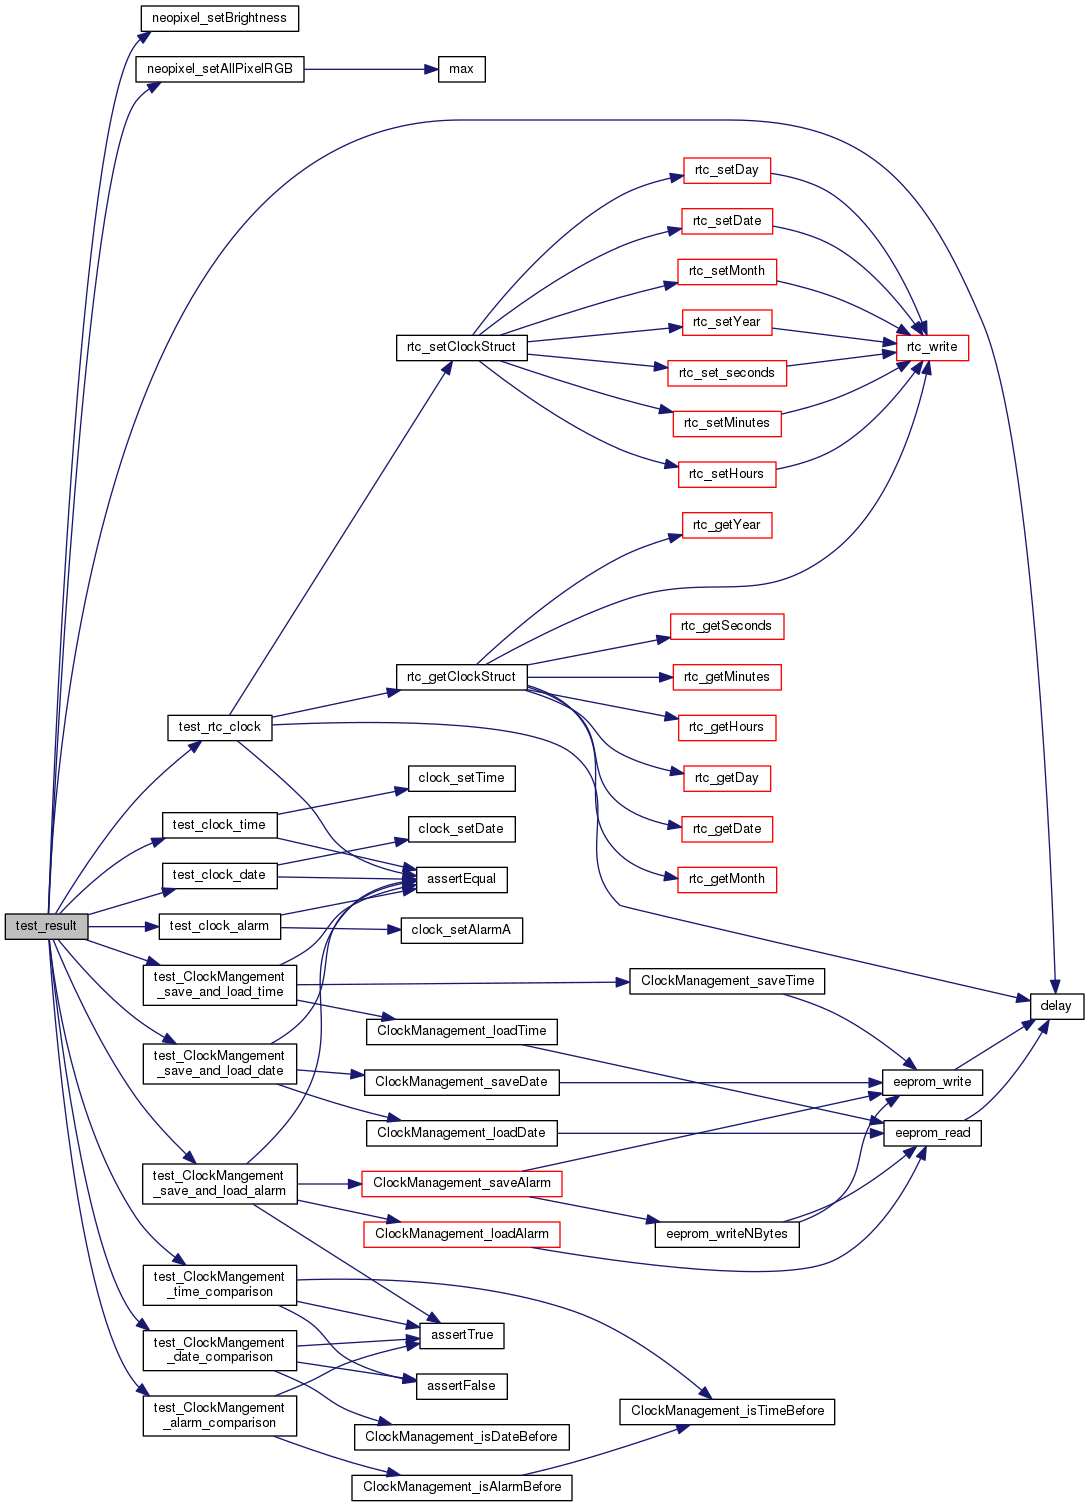 neopixel_setBrightness
neopixel_setAllPixelRGB
max
rtc_setDay
rtc_setDate
rtc_setMonth
rtc_setYear
rtc_setClockStruct
rtc_write
rtc_set_seconds
rtc_setMinutes
rtc_setHours
rtc_getYear
rtc_getSeconds
rtc_getClockStruct
rtc_getMinutes
test_rtc_clock
rtc_getHours
clock_setTime
rtc_getDay
test_clock_time
clock_setDate
rtc_getDate
test_clock_date
assertEqual
rtc_getMonth
test_result
test_clock_alarm
clock_setAlarmA
test_ClockMangement
_save_and_load_time
ClockManagement_saveTime
delay
ClockManagement_loadTime
test_ClockMangement
_save_and_load_date
ClockManagement_saveDate
eeprom_write
ClockManagement_loadDate
eeprom_read
test_ClockMangement
_save_and_load_alarm
ClockManagement_saveAlarm
ClockManagement_loadAlarm
eeprom_writeNBytes
test_ClockMangement
_time_comparison
assertTrue
test_ClockMangement
_date_comparison
assertFalse
test_ClockMangement
_alarm_comparison
ClockManagement_isTimeBefore
ClockManagement_isDateBefore
ClockManagement_isAlarmBefore